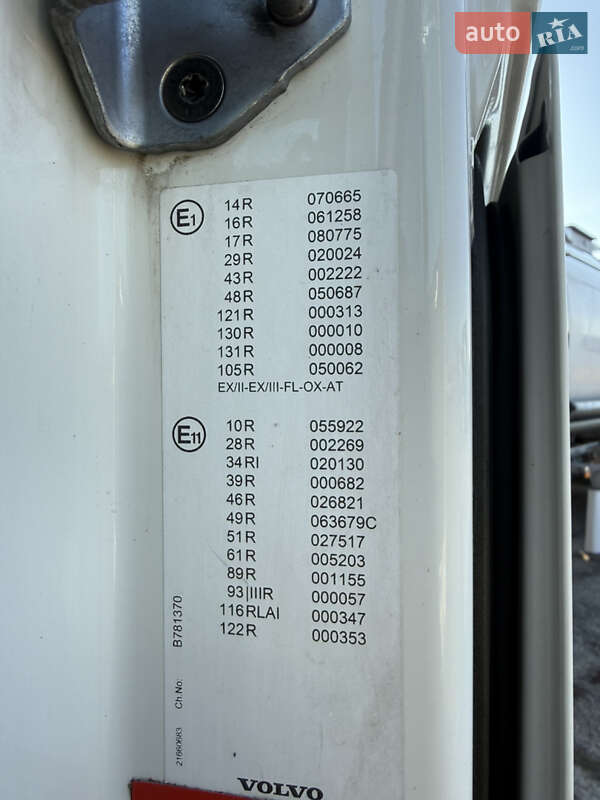 auto RIA.com
E1
14R 070665
16R 061258
17R 080775
29R 020024
43R 002222
48R 050687
121R 000313
130R 000010
131R 000008
105R 050062
EX/II-EX/III-FL-OX-AT
E11
10R 055922
28R 002269
34RI 020130
39R 000682
46R 026821
49R 063679C
51R 027517
61R 005203
89R 001155
93|IIIR 000057
116RLAI 000347
122R 000353
21660683 Ch.No: B781370
VOLVO